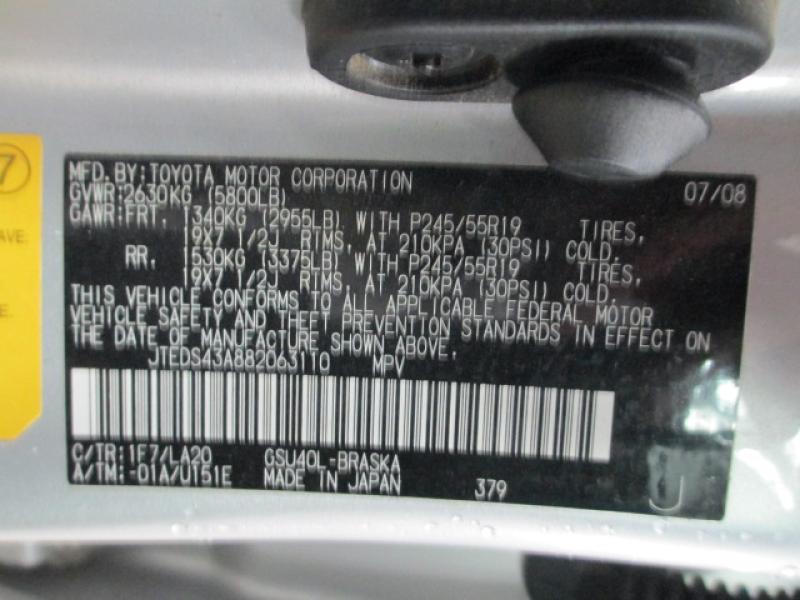 7
AVE.
E.
MFD.BY:TOYOTA MOTOR CORPORATION 07/08
GVWR:2630KG (5800LB)
GAWR:FRT. 1340KG (2955LB) WITH P245/55R19 TIRES,
19X7 1/2J RIMS, AT 210KPA (30PSI) COLD.
RR. 1530KG (3375LB) WITH P245/55R19 TIRES,
19X7 1/2J RIMS, AT 210KPA (30PSI) COLD.
THIS VEHICLE CONFORMS TO ALL APPLICABLE FEDERAL MOTOR
VEHICLE SAFETY AND THEFT PREVENTION STANDARDS IN EFFECT ON
THE DATE OF MANUFACTURE SHOWN ABOVE.
JTEDS43A882063110 MPV
C/TR:1F7/LA20 GSU40L-BRASKA
A/TM:-01A/U151E MADE IN JAPAN 379
U